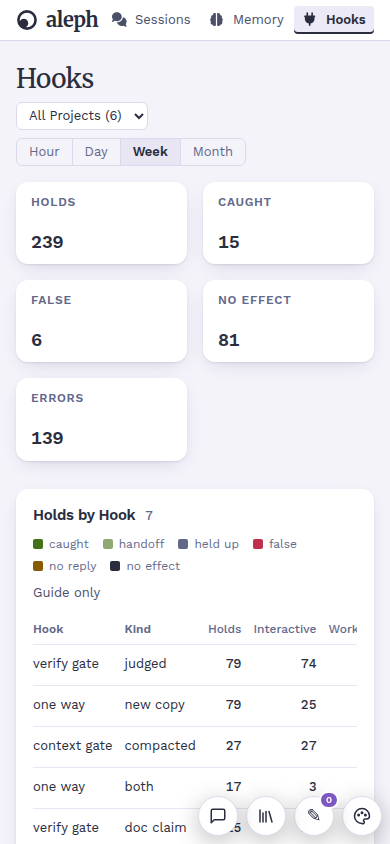 aleph Sessions Memory Hooks
Hooks
All Projects (6)
Hour Day Week Month
HOLDS CAUGHT
239 15
FALSE NO EFFECT
6 81
ERRORS
139
Holds by Hook 7
caught handoff held up false
no reply no effect
Guide only
Hook Kind Holds Interactive Work
verify gate judged 79 74
one way new copy 79 25
context gate compacted 27 27
one way both 17 3
0
verify gate doc claim